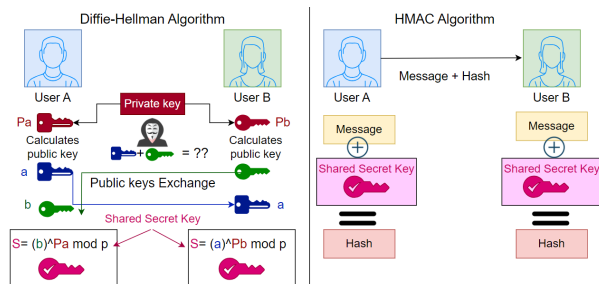 Diffie-Hellman Algorithm
User A
User B
Private key
Pa
Pb
Calculates
public key
Calculates
public key
+
= ??
a
Public keys Exchange
b
a
Shared Secret Key
S= (b)^Pa mod p
S= (a)^Pb mod p
HMAC Algorithm
Message + Hash
User A
User B
Message
+
Shared Secret Key
=
Hash
Message
+
Shared Secret Key
=
Hash